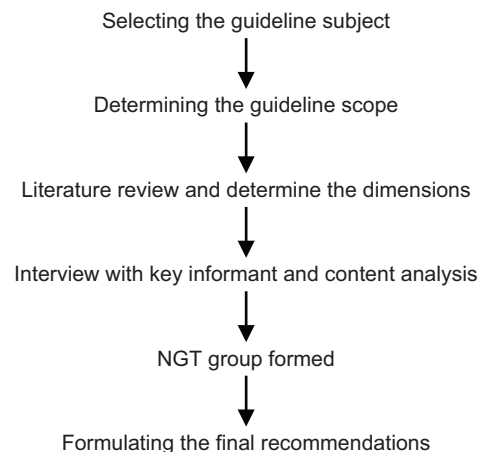 Selecting the guideline subject
Determining the guideline scope
Literature review and determine the dimensions
Interview with key informant and content analysis
NGT group formed
Formulating the final recommendations